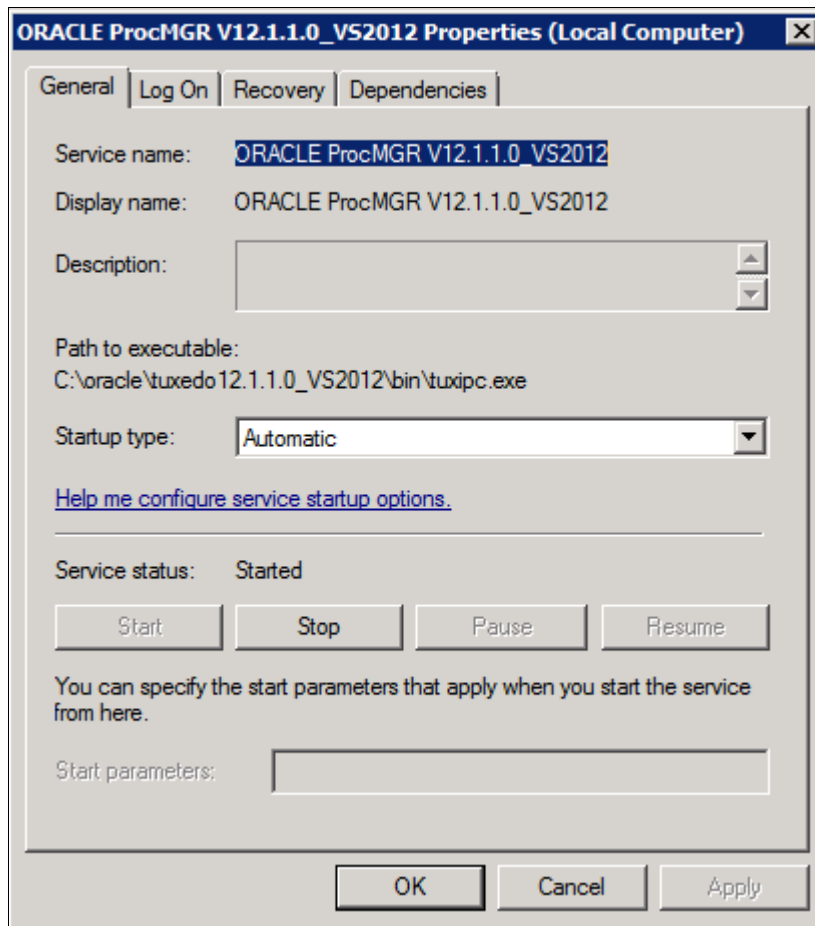 ORACLE ProcMGR V12.1.1.0_VS2012 Properties (Local Computer)
General Log On Recovery Dependencies
Service name: ORACLE ProcMGR V12.1.1.0_VS2012
Display name: ORACLE ProcMGR V12.1.1.0_VS2012
Description:
Path to executable:
C:\oracle\tuxedo12.1.1.0_VS2012\bin\tuxipc.exe
Startup type: Automatic
Help me configure service startup options.
Service status: Started
Start Stop Pause Resume
You can specify the start parameters that apply when you start the service
from here.
Start parameters:
OK Cancel Apply